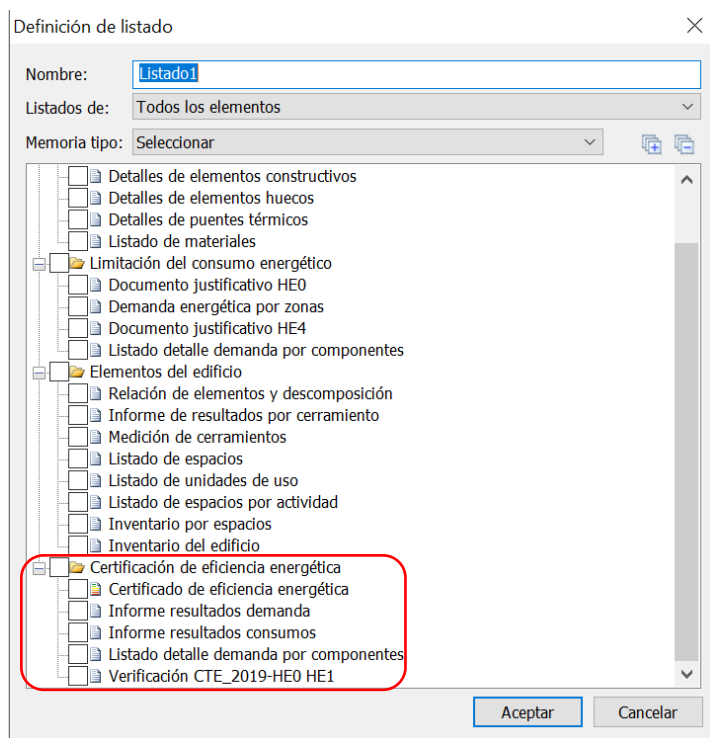 Definición de listado
Nombre: Listado1
Listados de: Todos los elementos
Memoria tipo: Seleccionar
Detalles de elementos constructivos
Detalles de elementos huecos
Detalles de puentes térmicos
Listado de materiales
Limitación del consumo energético
Documento justificativo HE0
Demanda energética por zonas
Documento justificativo HE4
Listado detalle demanda por componentes
Elementos del edificio
Relación de elementos y descomposición
Informe de resultados por cerramiento
Medición de cerramientos
Listado de espacios
Listado de unidades de uso
Listado de espacios por actividad
Inventario por espacios
Inventario del edificio
Certificación de eficiencia energética
Certificado de eficiencia energética
Informe resultados demanda
Informe resultados consumos
Listado detalle demanda por componentes
Verificación CTE_2019-HE0 HE1
Aceptar Cancelar